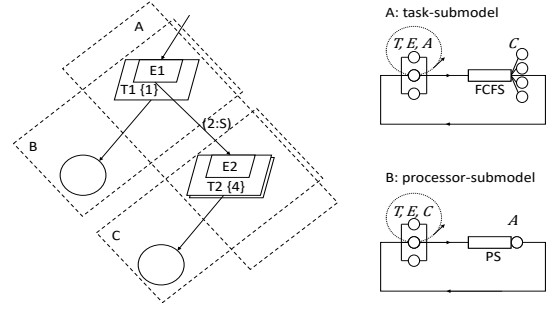 A
E1
T1 {1}
(2:S)
B
E2
T2 {4}
C
A: task-submodel
T, E, A
C
FCFS
B: processor-submodel
T, E, C
A
PS